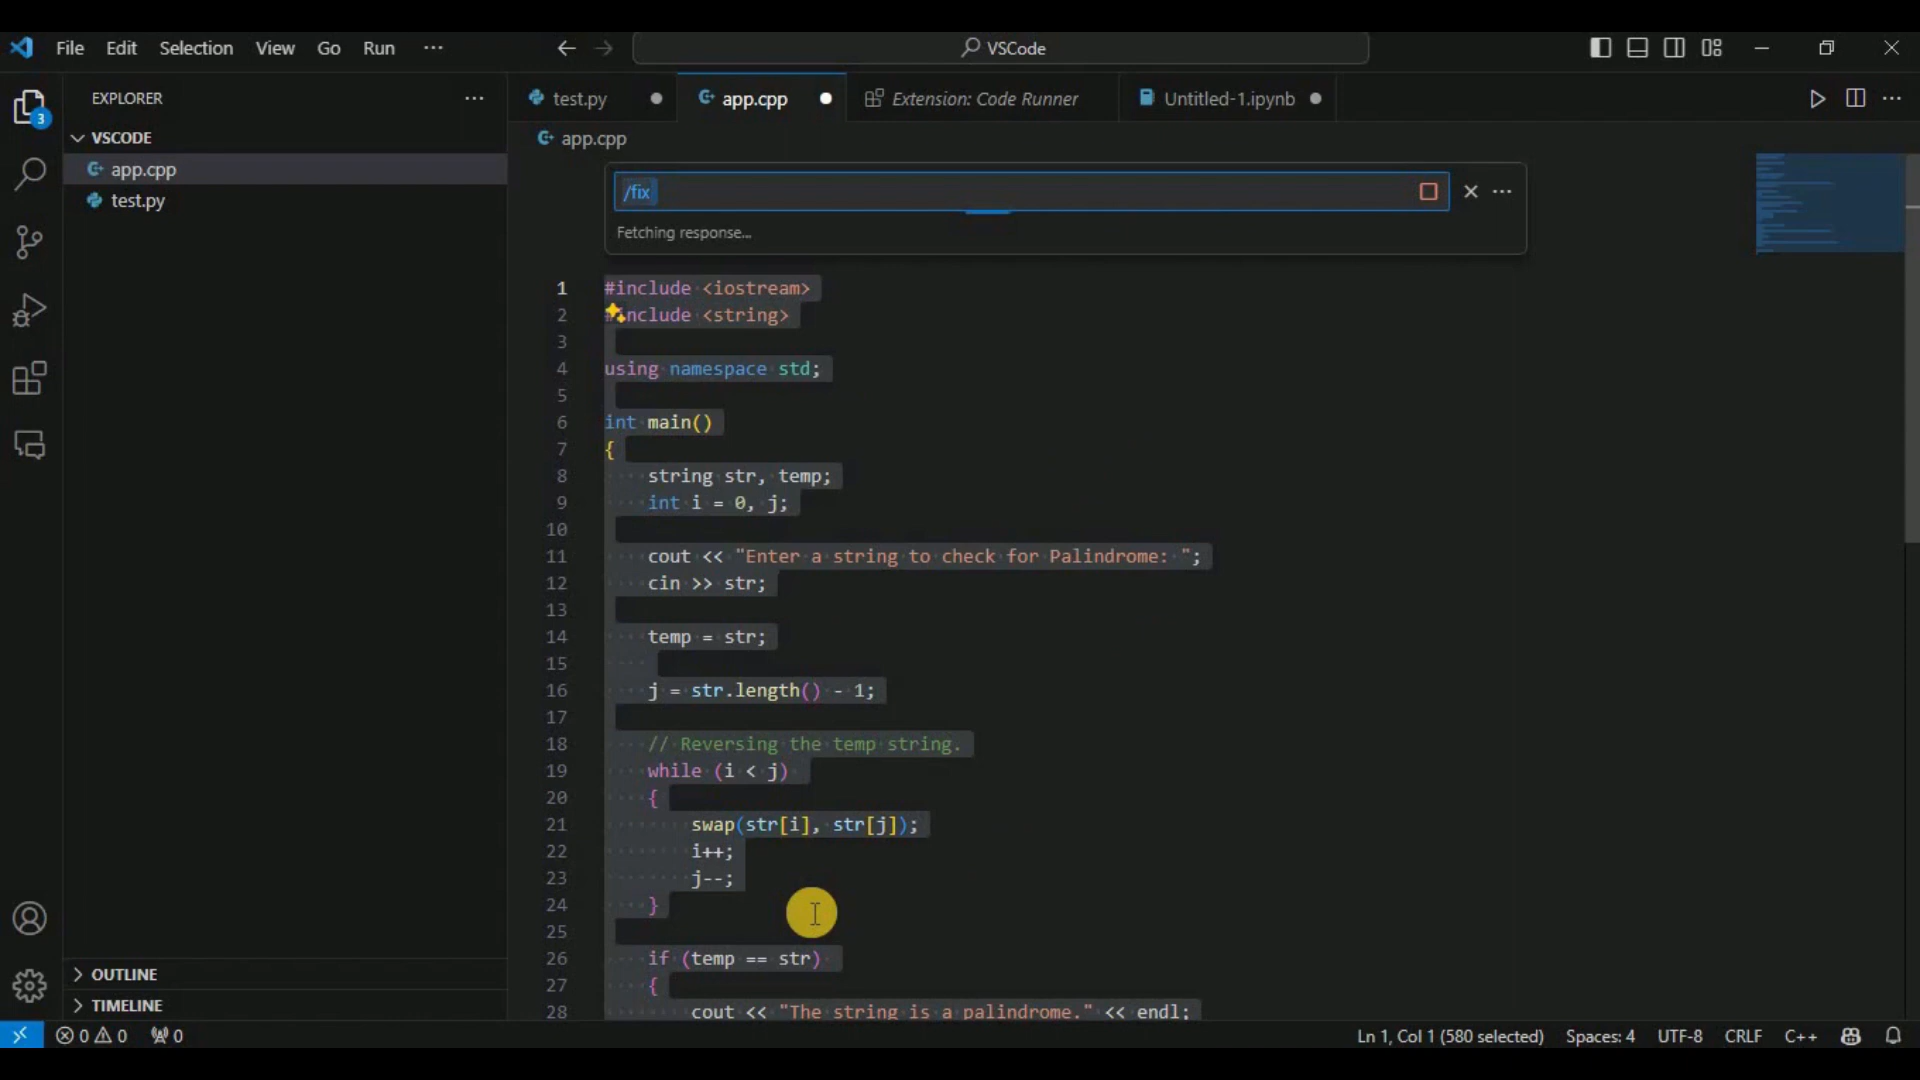 File Edit Selection View Go Run ···
VSCode
EXPLORER ···
test.py
app.cpp
Extension: Code Runner
Untitled-1.ipynb
···
3
VSCODE
app.cpp
test.py
app.cpp
/fix
···
Fetching response...
1 #include <iostream>
2 #include <string>
3
4 using namespace std;
5
6 int main()
7 {
8 string str, temp;
9 int i = 0, j;
10
11 cout << "Enter a string to check for Palindrome: ";
12 cin >> str;
13
14 temp = str;
15
16 j = str.length() - 1;
17
18 // Reversing the temp string.
19 while (i < j)
20 {
21 swap(str[i], str[j]);
22 i++;
23 j--;
24 }
25
26 if (temp == str)
27 {
28 cout << "The string is a palindrome." << endl;
OUTLINE
TIMELINE
0 0 0
Ln 1, Col 1 (580 selected) Spaces: 4 UTF-8 CRLF C++